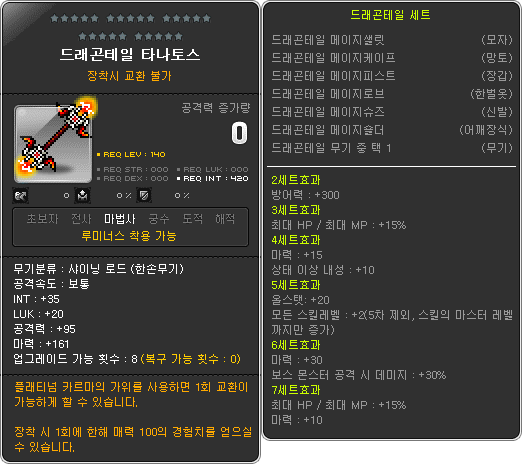 드래곤테일 타나토스
장착시 교환 불가
공격력 증가량
0
REQ LEV : 140
REQ STR : 000 REQ LUK : 000
REQ DEX : 000 REQ INT : 420
0 0 % 0 %
초보자 전사 마법사 궁수 도적 해적
루미너스 착용 가능
무기분류 : 샤이닝 로드 (한손무기)
공격속도 : 보통
INT : +35
LUK : +20
공격력 : +95
마력 : +161
업그레이드 가능 횟수 : 8 (복구 가능 횟수 : 0)
플래티넘 카르마의 가위를 사용하면 1회 교환이
가능하게 할 수 있습니다.
장착 시 1회에 한해 매력 100의 경험치를 얻으실
수 있습니다.
드래곤테일 세트
드래곤테일 메이지샐릿 (모자)
드래곤테일 메이지케이프 (망토)
드래곤테일 메이지피스트 (장갑)
드래곤테일 메이지로브 (한벌옷)
드래곤테일 메이지슈즈 (신발)
드래곤테일 메이지숄더 (어깨장식)
드래곤테일 무기 중 택 1 (무기)
2세트효과
방어력 : +300
3세트효과
최대 HP / 최대 MP : +15%
4세트효과
마력 : +15
상태 이상 내성 : +10
5세트효과
올스탯: +20
모든 스킬레벨 : +2(5차 제외, 스킬의 마스터 레벨
까지만 증가)
6세트효과
마력 : +30
보스 몬스터 공격 시 데미지 : +30%
7세트효과
최대 HP / 최대 MP : +15%
마력 : +10